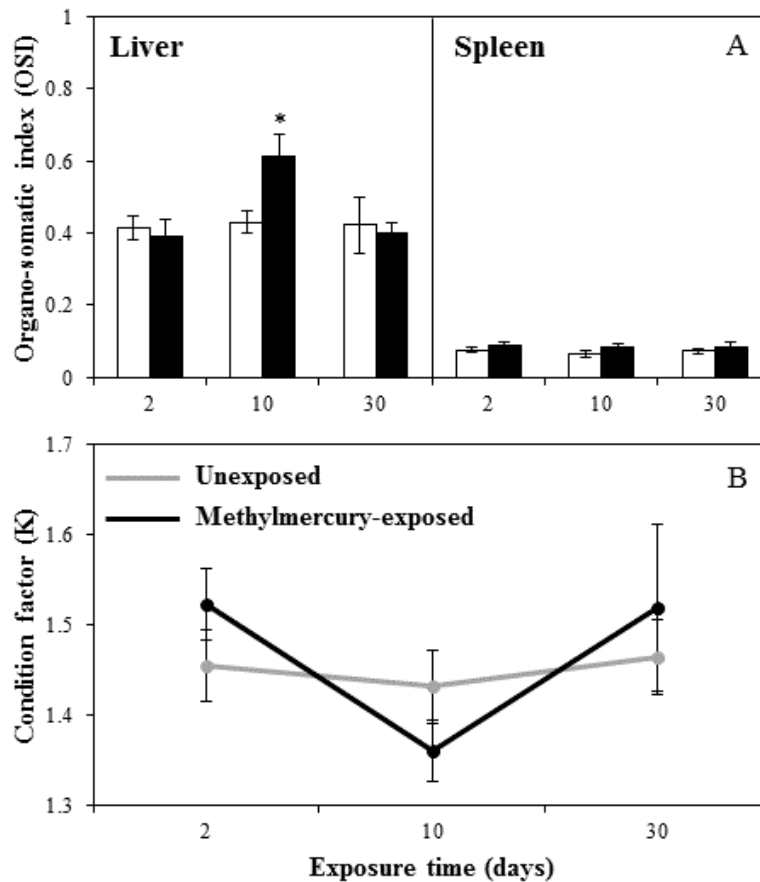 Organo-somatic index (OSI)
1
0.8
0.6
0.4
0.2
0
Liver
Spleen
A
*
2
10
30
2
10
30
Condition factor (K)
1.7
1.6
1.5
1.4
1.3
Unexposed
Methylmercury-exposed
B
2
10
30
Exposure time (days)